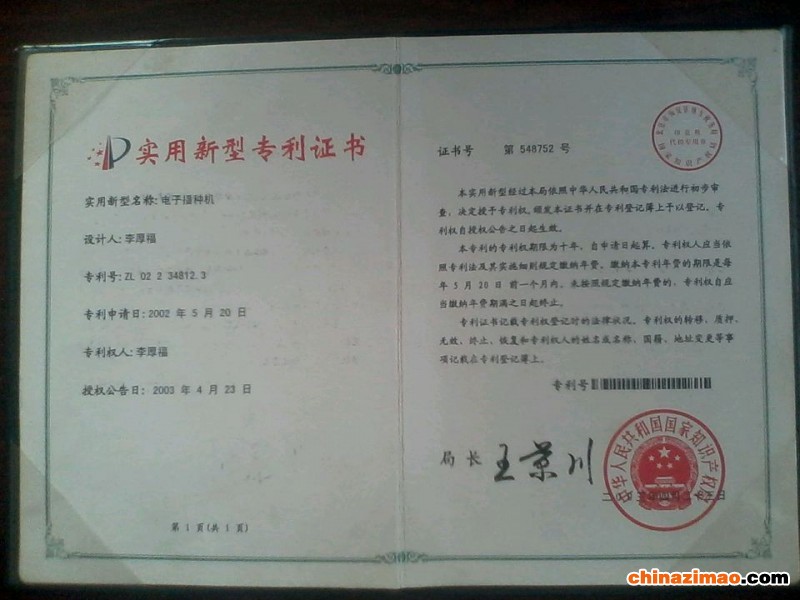 实用新型专利证书
实用新型名称: 电子播种机
设计人: 李厚福
专利号: ZL 02 2 34812.3
专利申请日: 2002 年 5 月 20 日
专利权人: 李厚福
授权公告日: 2003 年 4 月 23 日
第 1 页(共 1 页)
证书号 第 548752 号
本实用新型经过本局依照中华人民共和国专利法进行初步审
查, 决定授予专利权, 颁发本证书并在专利登记簿上予以登记。专
利权自授权公告之日起生效。
本专利的专利权期限为十年, 自申请日起算。专利权人应当依
照专利法及其实施细则规定缴纳年费。缴纳本专利年费的期限是每
年 5 月 20 日 前一个月内。未按照规定缴纳年费的, 专利权自应
当缴纳年费期满之日起终止。
专利证书记载专利权登记时的法律状况。专利权的转移、质押、
无效、终止、恢复和专利权人的姓名或名称、国籍、地址变更等事
项记载在专利登记簿上。
专利号
局长 王景川
中华人民共和国国家知识产权局
二〇〇三年四月二十三日
chinazimao.com